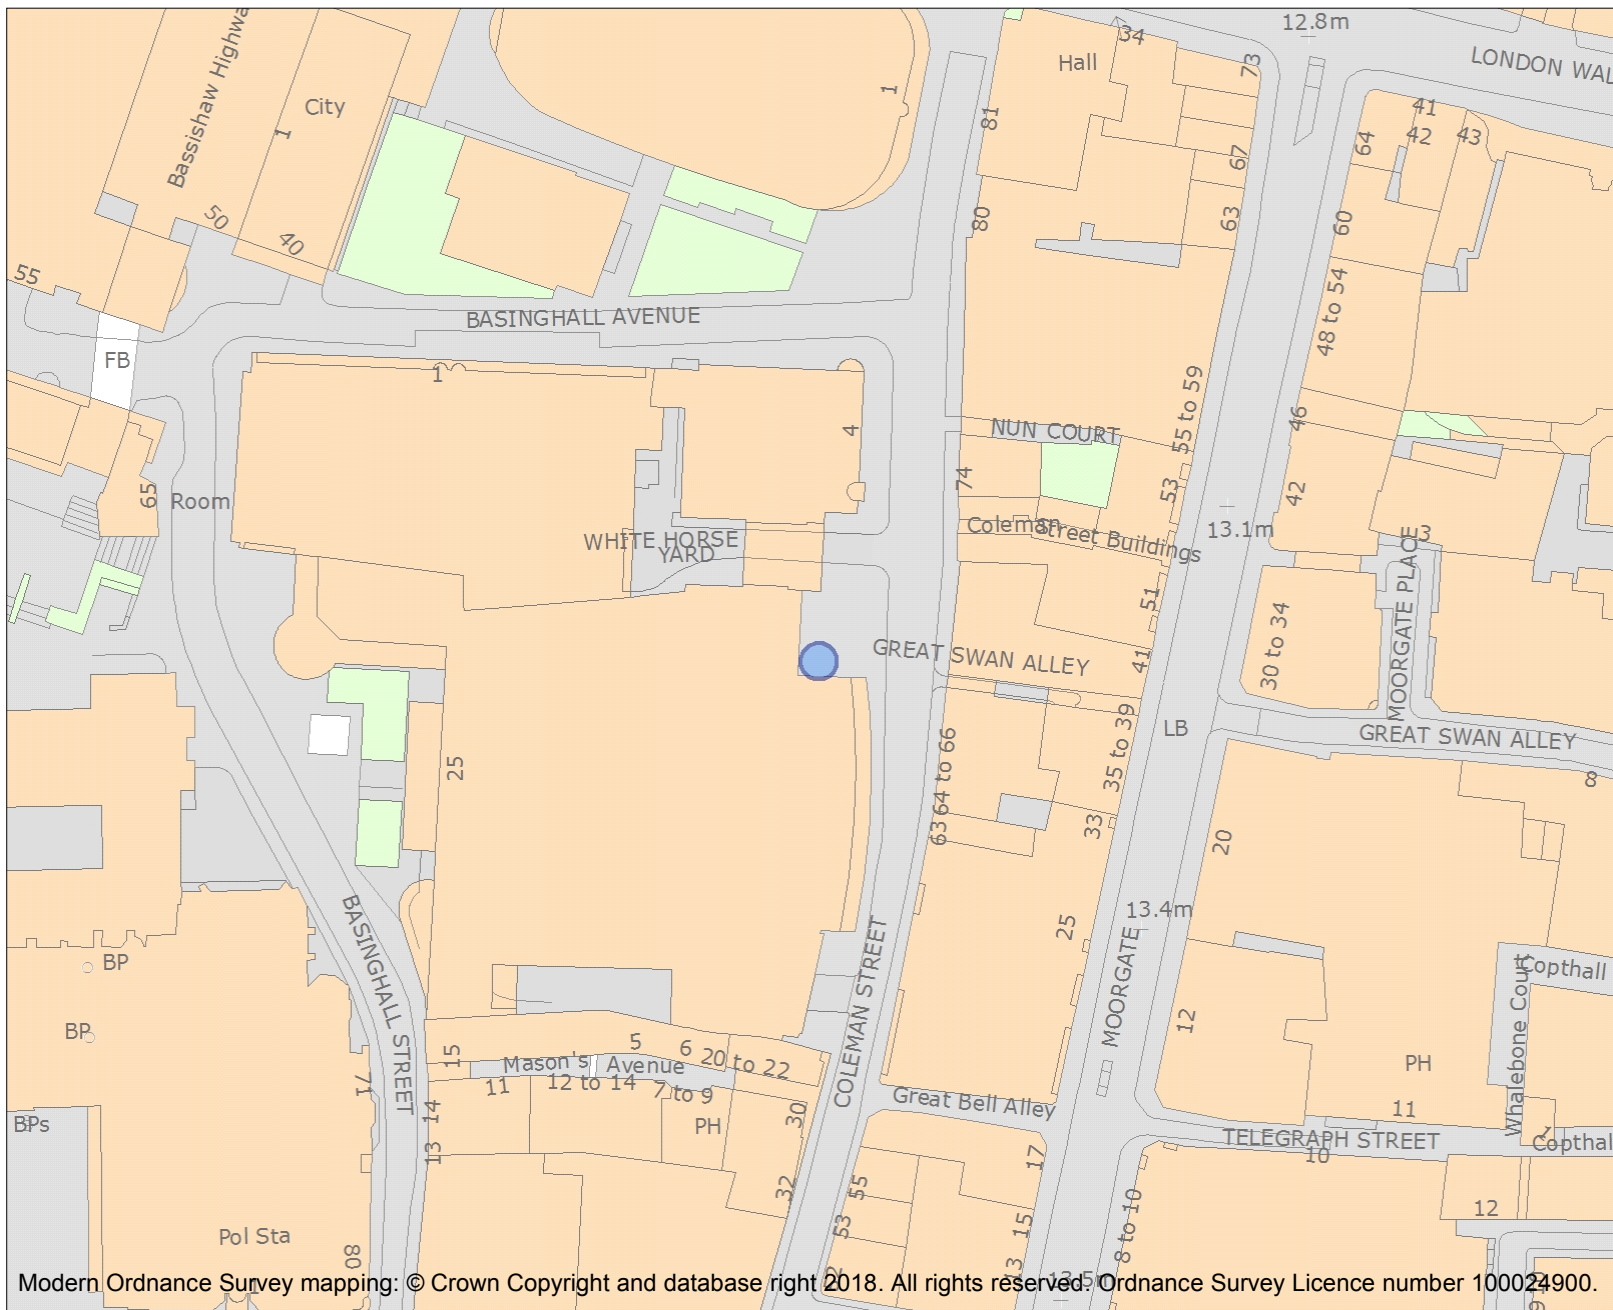 12.8m
34
Hall
73
LONDON WAL
Bassishaw Highwa
City
1
1
81
41
42
43
64
67
50
40
80
63
60
55
48 to 54
BASINGHALL AVENUE
FB
1
4
NUN COURT
55 to 59
46
65
Room
74
53
42
Coleman
Street Buildings
13.1m
3
WHITE HORSE
YARD
MOORGATE PLACE
51
30 to 34
GREAT SWAN ALLEY
41
25
64 to 66
35 to 39
LB
GREAT SWAN ALLEY
8
63
33
20
BASINGHALL STREET
COLEMAN STREET
25
13.4m
MOORGATE
BP
Copthall
Whalebone Court
BP
12
15
5
6
20 to 22
Mason's
Avenue
71
11
12 to 14
7 to 9
PH
14
30
Great Bell Alley
11
BPs
PH
13
TELEGRAPH STREET
10
Copthal
17
32
55
12
Pol Sta
80
53
15
8 to 10
13
13.5m
1
Modern Ordnance Survey mapping: © Crown Copyright and database right 2018. All rights reserved. Ordnance Survey Licence number 100024900.